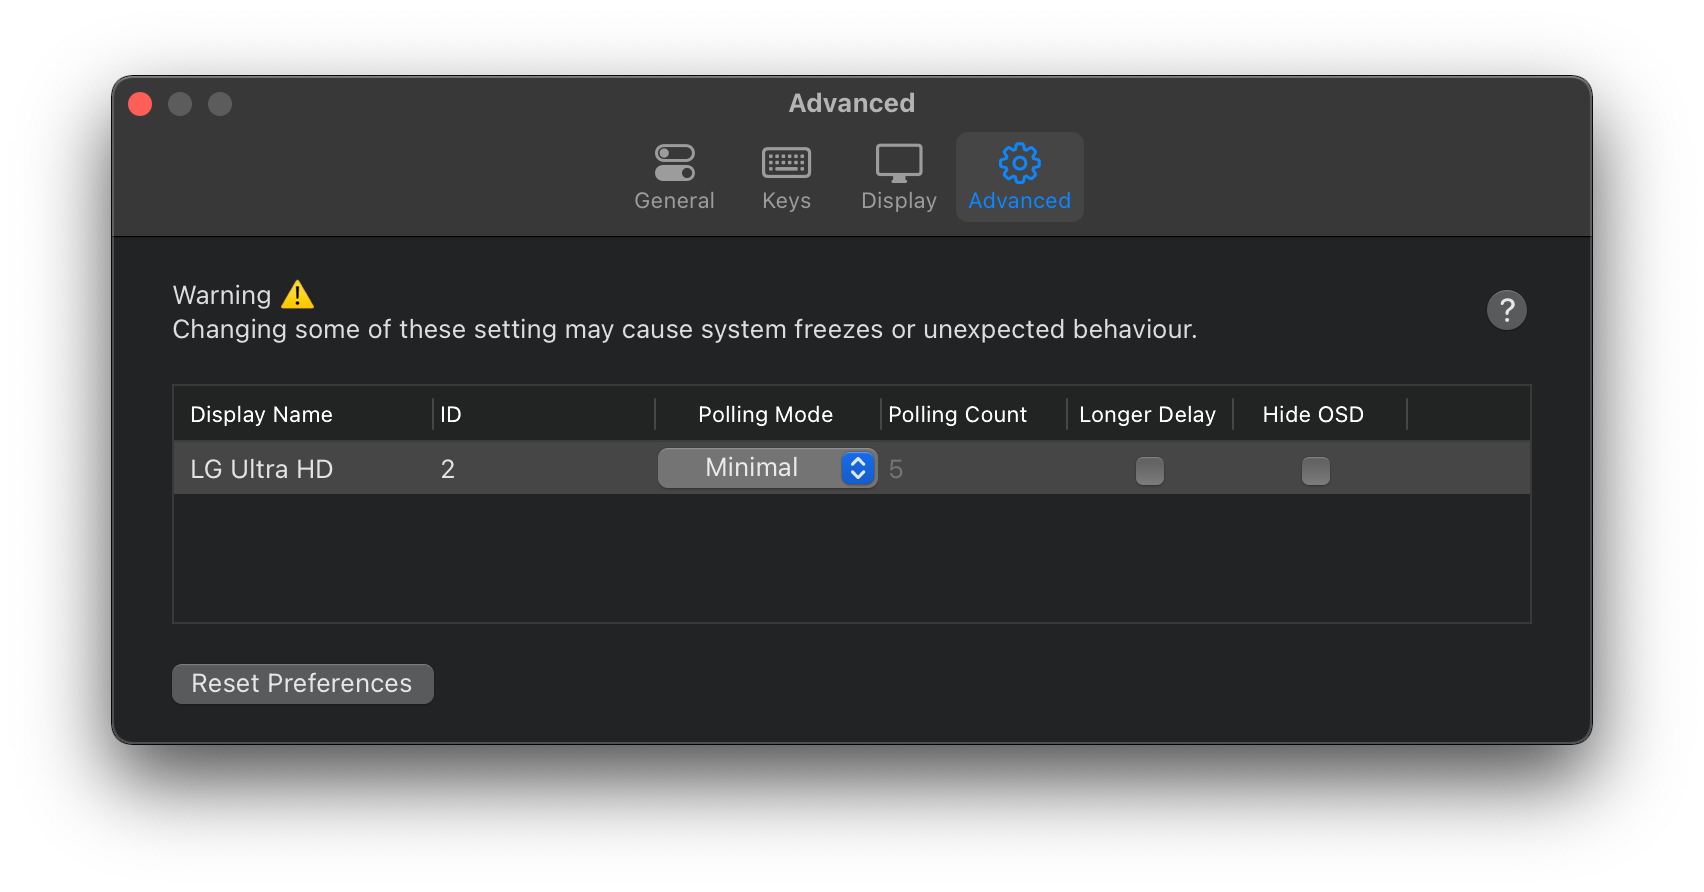 Advanced
General Keys Display Advanced
Warning ⚠️
Changing some of these setting may cause system freezes or unexpected behaviour.
?
Display Name ID Polling Mode Polling Count Longer Delay Hide OSD
LG Ultra HD 2 Minimal 5
Reset Preferences